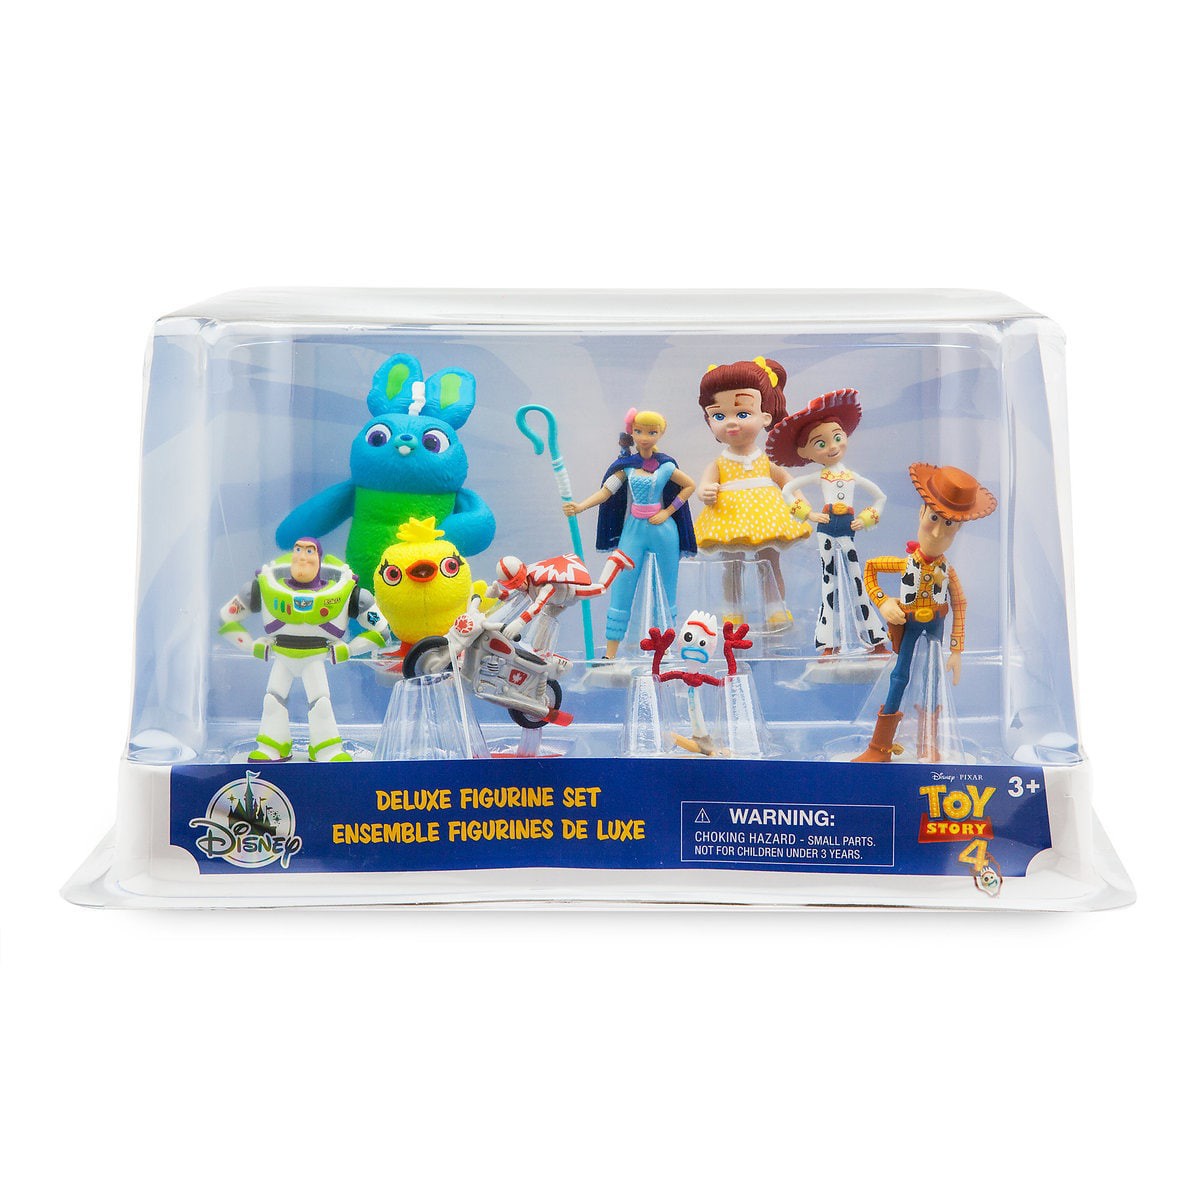 Disney
DELUXE FIGURINE SET
ENSEMBLE FIGURINES DE LUXE
⚠ WARNING:
CHOKING HAZARD - SMALL PARTS.
NOT FOR CHILDREN UNDER 3 YEARS.
Disney · PIXAR
TOY
STORY
4
3+